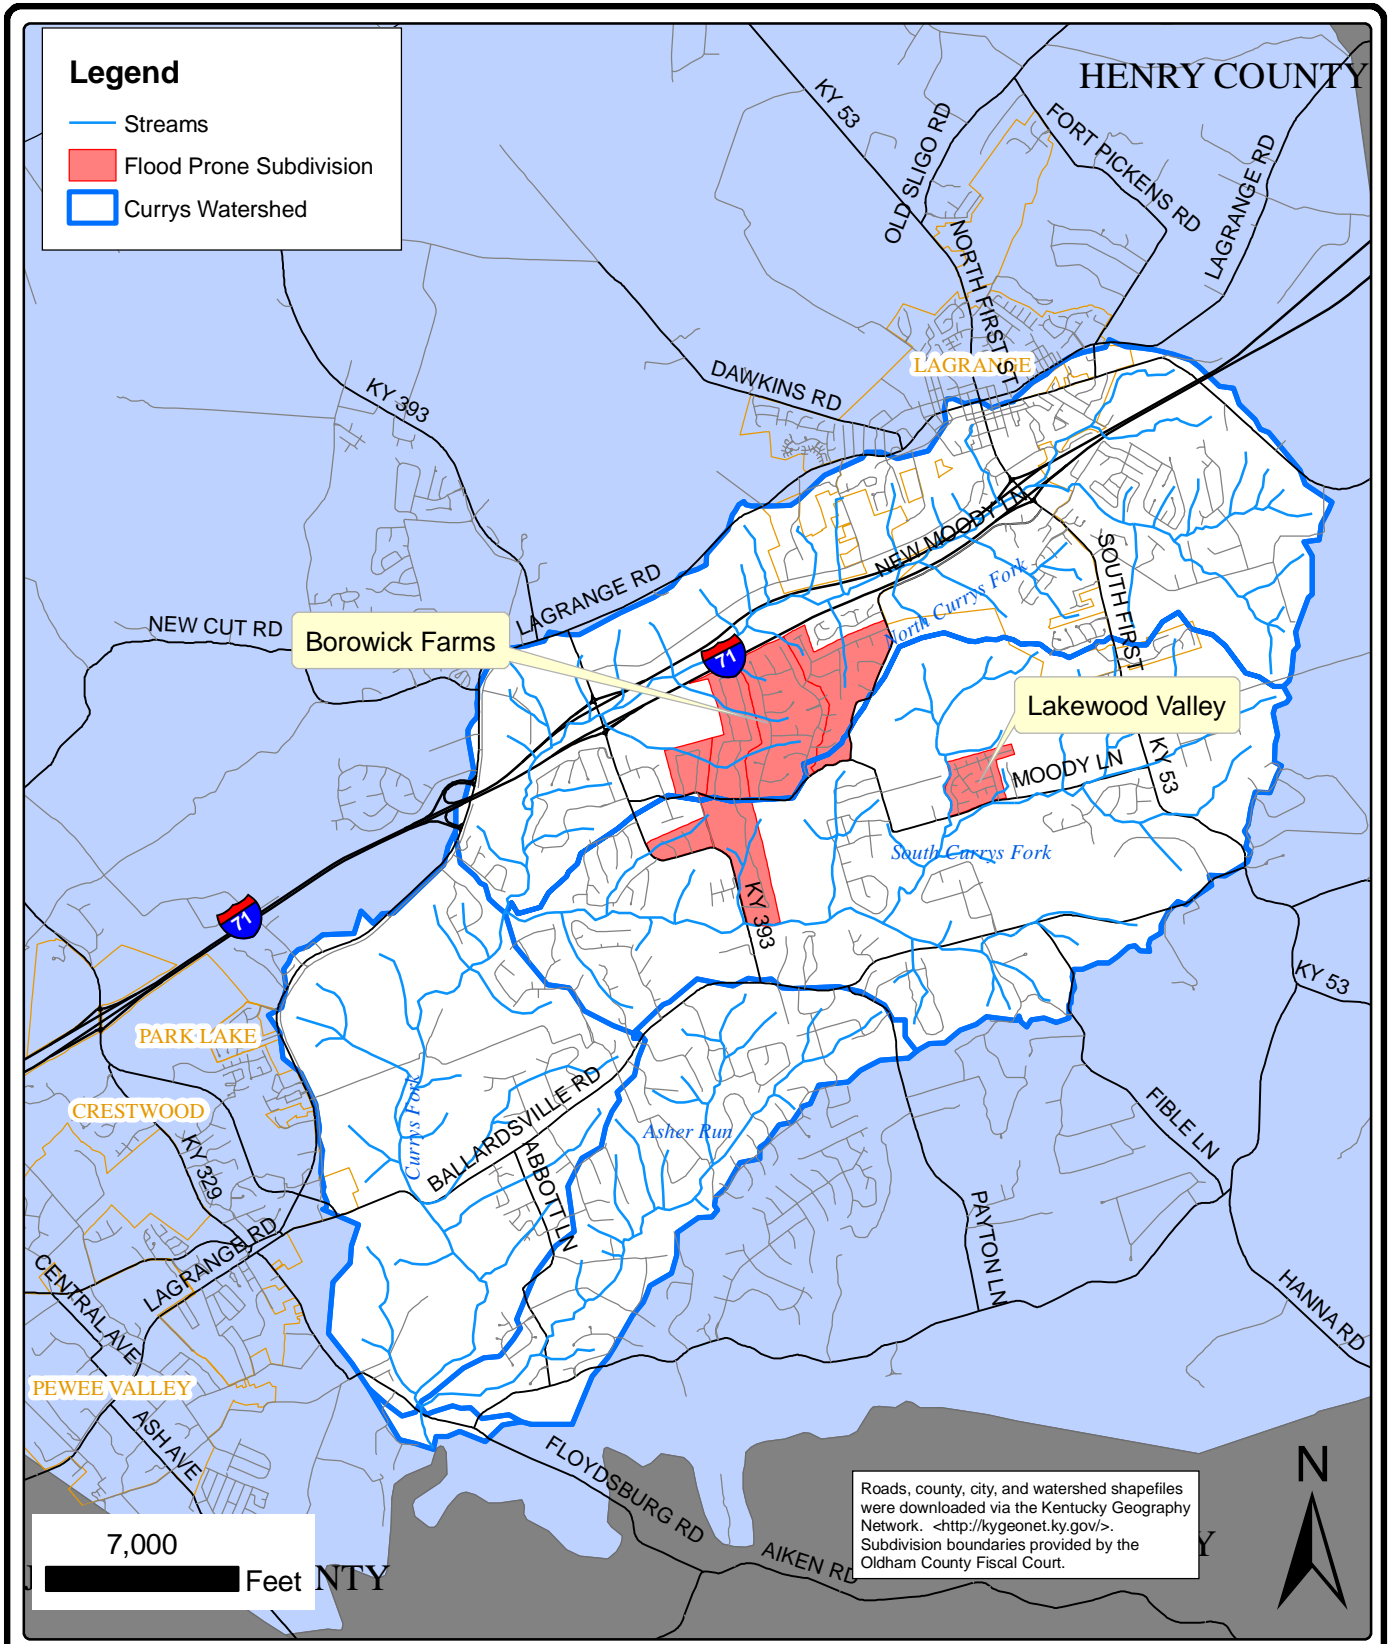 Legend
Streams
Flood Prone Subdivision
Currys Watershed
HENRY COUNTY
KY 53
OLD SLIGO RD
FORT PICKENS RD
LAGRANGE RD
NORTH FIRST ST
LAGRANGE
DAWKINS RD
KY 393
NEW MOODY LN
SOUTH FIRST
North Currys Fork
LAGRANGE RD
NEW CUT RD
Borowick Farms
71
Lakewood Valley
MOODY LN
KY 53
South Currys Fork
KY 393
71
KY 53
PARK LAKE
CRESTWOOD
KY 329
Currys Fork
BALLARDSVILLE RD
ABBOTT LN
Asher Run
FIBLE LN
PAYTON LN
HANNA RD
LAGRANGE RD
CENTRAL AVE
PEWEE VALLEY
ASH AVE
FLOYDSBURG RD
AIKEN RD
N
Roads, county, city, and watershed shapefiles
were downloaded via the Kentucky Geography
Network. <http://kygeonet.ky.gov/>.
Subdivision boundaries provided by the
Oldham County Fiscal Court.
7,000
Feet